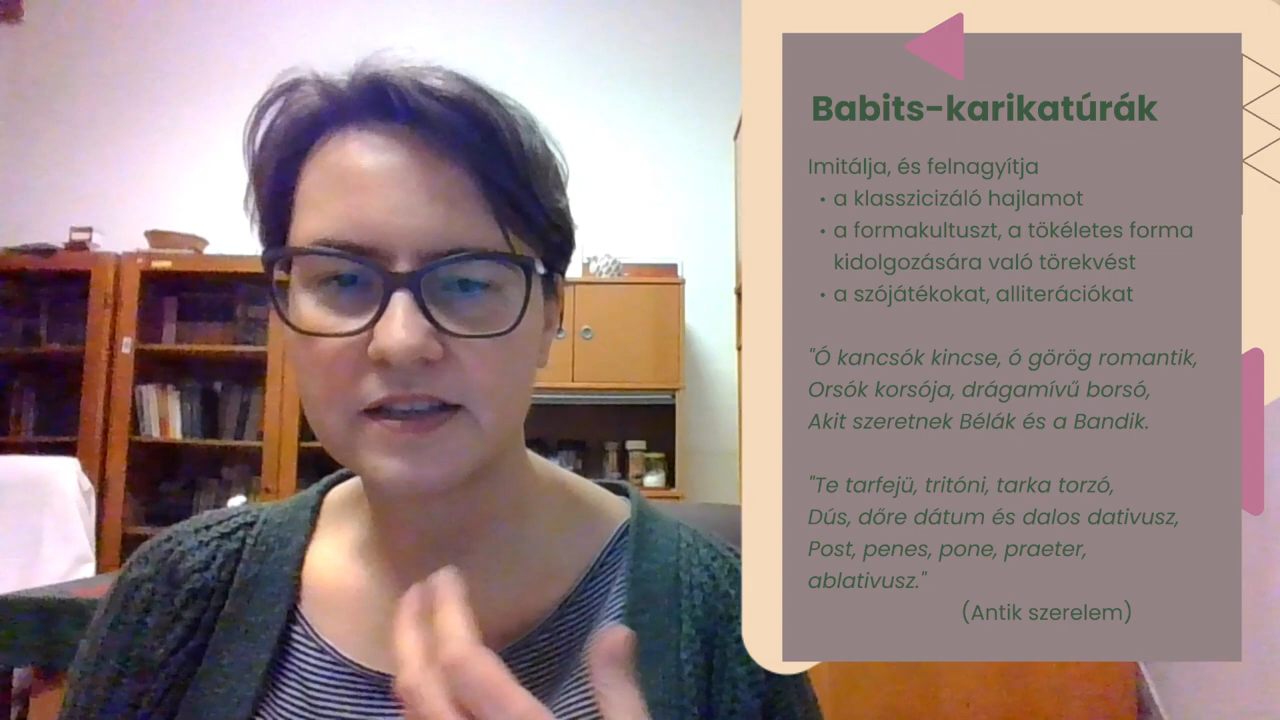 Babits-karikatúrák
Imitálja, és felnagyítja
• a klasszicizáló hajlamot
• a formakultuszt, a tökéletes forma
kidolgozására való törekvést
• a szójátékokat, alliterációkat
"Ó kancsók kincse, ó görög romantik,
Orsók korsója, drágamívű borsó,
Akit szeretnek Bélák és a Bandik.
"Te tarfejü, tritóni, tarka torzó,
Dús, dőre dátum és dalos dativusz,
Post, penes, pone, praeter,
ablativusz."
(Antik szerelem)